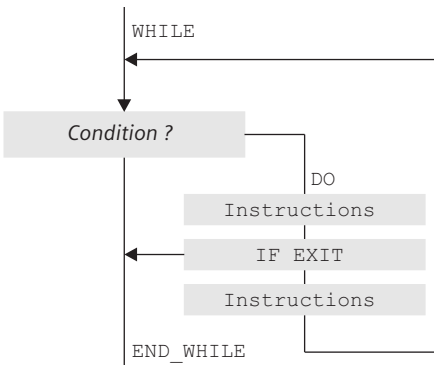 WHILE
Condition ?
DO
Instructions
IF EXIT
Instructions
END_WHILE